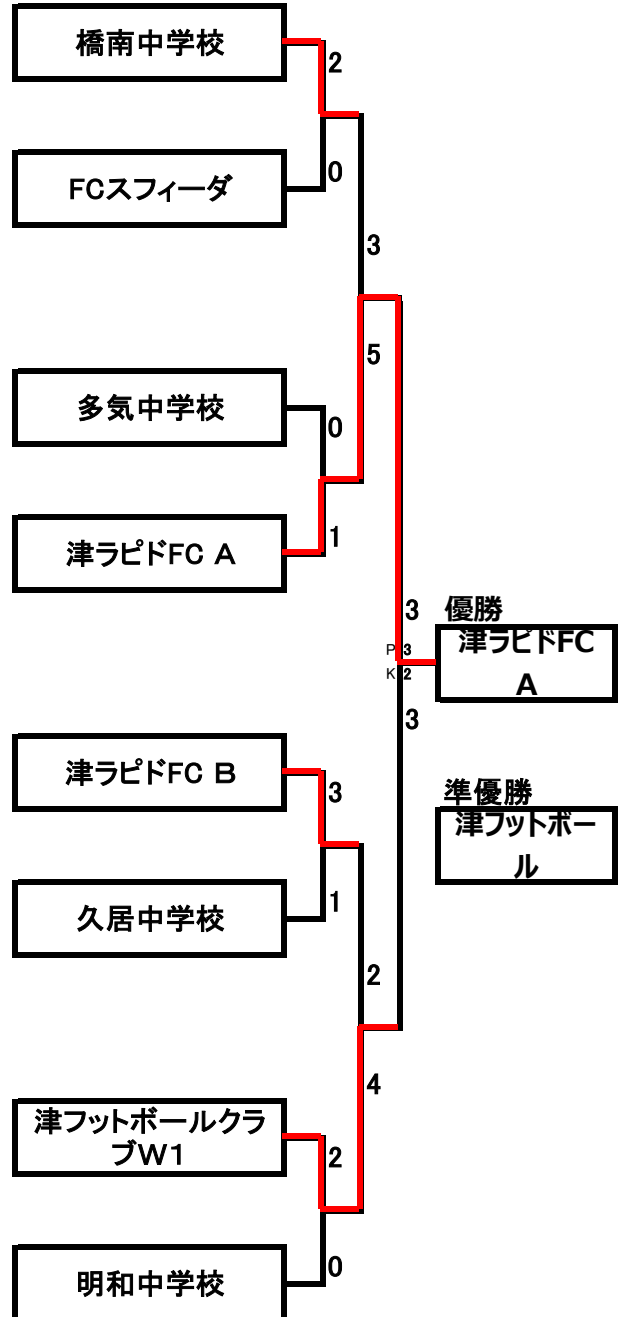 橋南中学校
2
0
FCスフィーダ
3
5
多気中学校
0
1
津ラピドFC A
3
優勝
P 3
K 2
津ラピドFC
A
3
津ラピドFC B
3
1
久居中学校
準優勝
津フットボー
ル
2
4
津フットボールクラ
ブW1
2
0
明和中学校